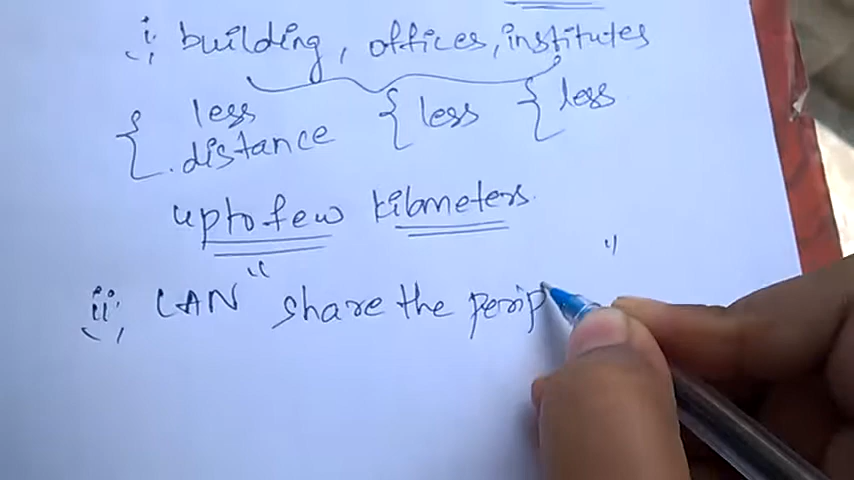 i, building, offices, institutes
{ less { less { less
distance
upto few kilometers.
" "
ii, LAN share the perip